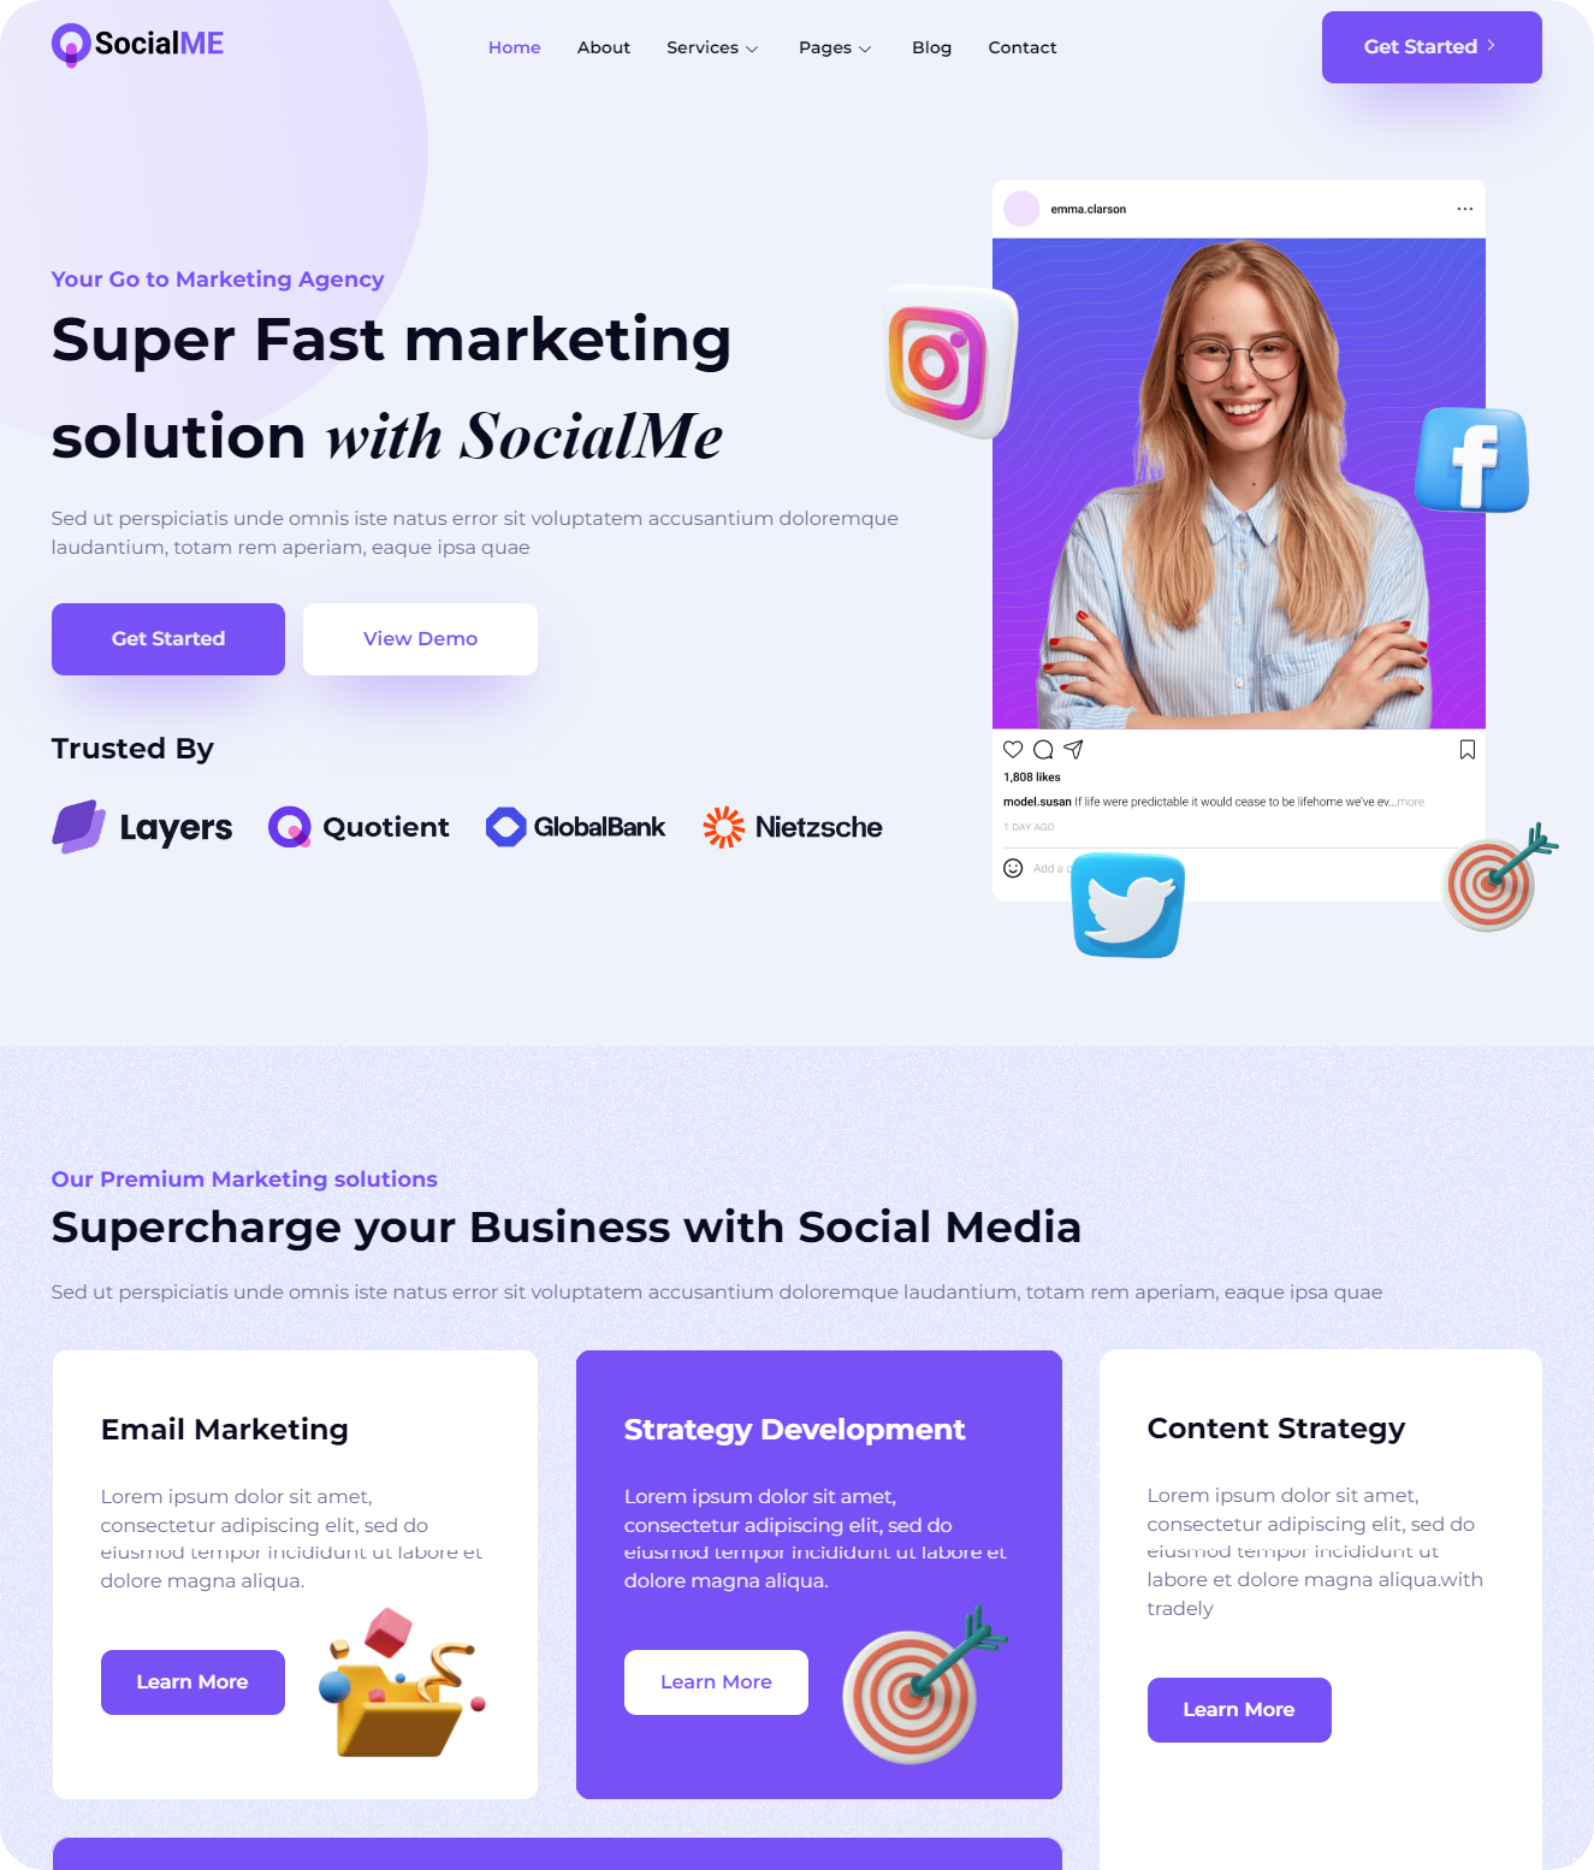 SocialME
Home
About
Services
Pages
Blog
Contact
Get Started
Your Go to Marketing Agency
Super Fast marketing
solution with SocialMe
Sed ut perspiciatis unde omnis iste natus error sit voluptatem accusantium doloremque
laudantium, totam rem aperiam, eaque ipsa quae
Get Started
View Demo
Trusted By
Layers
Quotient
GlobalBank
Nietzsche
emma.clarson
1,808 likes
model.susan If life were predictable it would cease to be lifehome we've ev...more
1 DAY AGO
Add a c
Our Premium Marketing solutions
Supercharge your Business with Social Media
Sed ut perspiciatis unde omnis iste natus error sit voluptatem accusantium doloremque laudantium, totam rem aperiam, eaque ipsa quae
Email Marketing
Lorem ipsum dolor sit amet,
consectetur adipiscing elit, sed do
eiusmod tempor incididunt ut labore et
dolore magna aliqua.
Learn More
Strategy Development
Lorem ipsum dolor sit amet,
consectetur adipiscing elit, sed do
eiusmod tempor incididunt ut labore et
dolore magna aliqua.
Learn More
Content Strategy
Lorem ipsum dolor sit amet,
consectetur adipiscing elit, sed do
eiusmod tempor incididunt ut
labore et dolore magna aliqua.with
tradely
Learn More